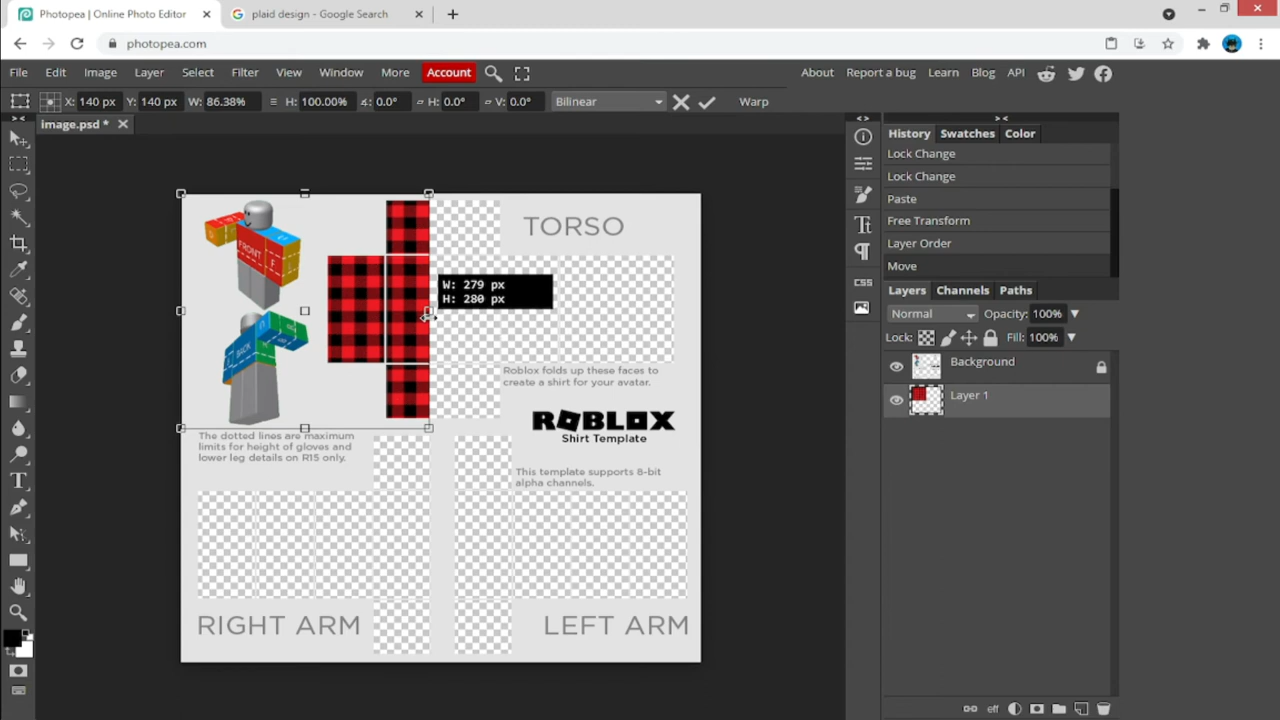 Photopea | Online Photo Editor
plaid design - Google Search
photopea.com
File Edit Image Layer Select Filter View Window More Account
About Report a bug Learn Blog API
X: 140 px Y: 140 px W: 86.38% H: 100.00% 0.0° H: 0.0° V: 0.0° Bilinear Warp
image.psd *
History Swatches Color
Lock Change
Lock Change
Paste
Free Transform
Layer Order
Move
CSS
Layers Channels Paths
Normal Opacity: 100%
Lock: Fill: 100%
Background
Layer 1
eff
TORSO
FRONT
L
BACK
W: 279 px
H: 280 px
Roblox folds up these faces to
create a shirt for your avatar.
ROBLOX
Shirt Template
The dotted lines are maximum
limits for height of gloves and
lower leg details on R15 only.
This template supports 8-bit
alpha channels.
RIGHT ARM
LEFT ARM